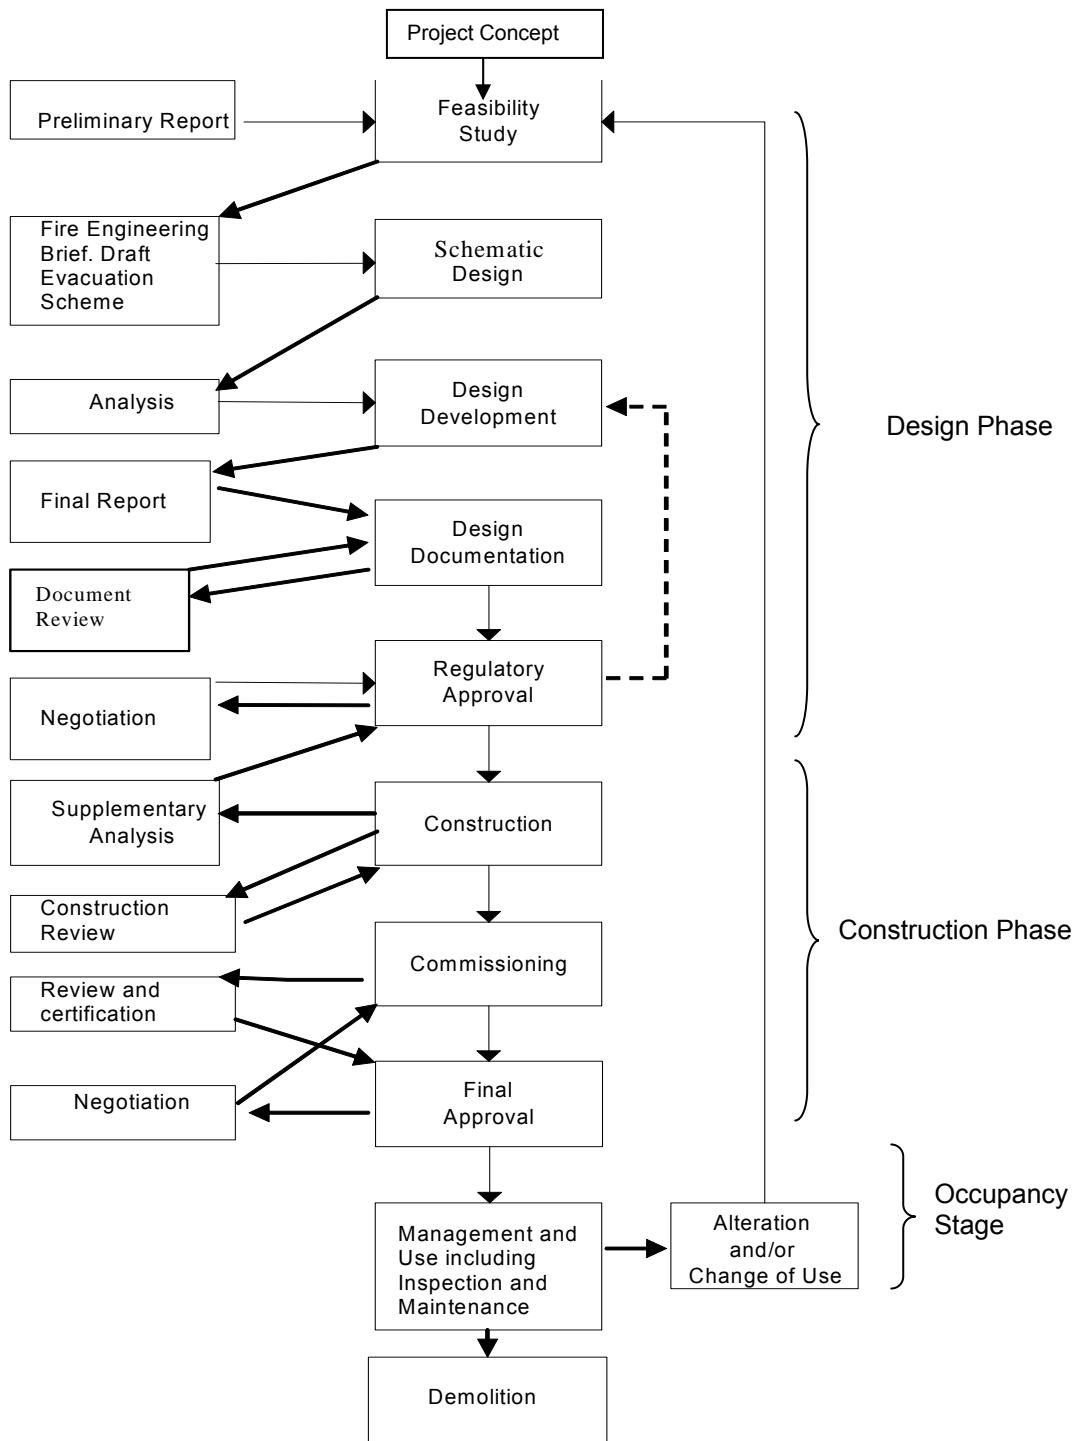 Project Concept
Preliminary Report
Feasibility
Study
Fire Engineering
Brief. Draft
Evacuation
Scheme
Schematic
Design
Analysis
Design
Development
Design Phase
Final Report
Design
Documentation
Document
Review
Regulatory
Approval
Negotiation
Supplementary
Analysis
Construction
Construction
Review
Construction Phase
Commissioning
Review and
certification
Final
Approval
Negotiation
Management and
Use including
Inspection and
Maintenance
Alteration
and/or
Change of Use
Occupancy
Stage
Demolition